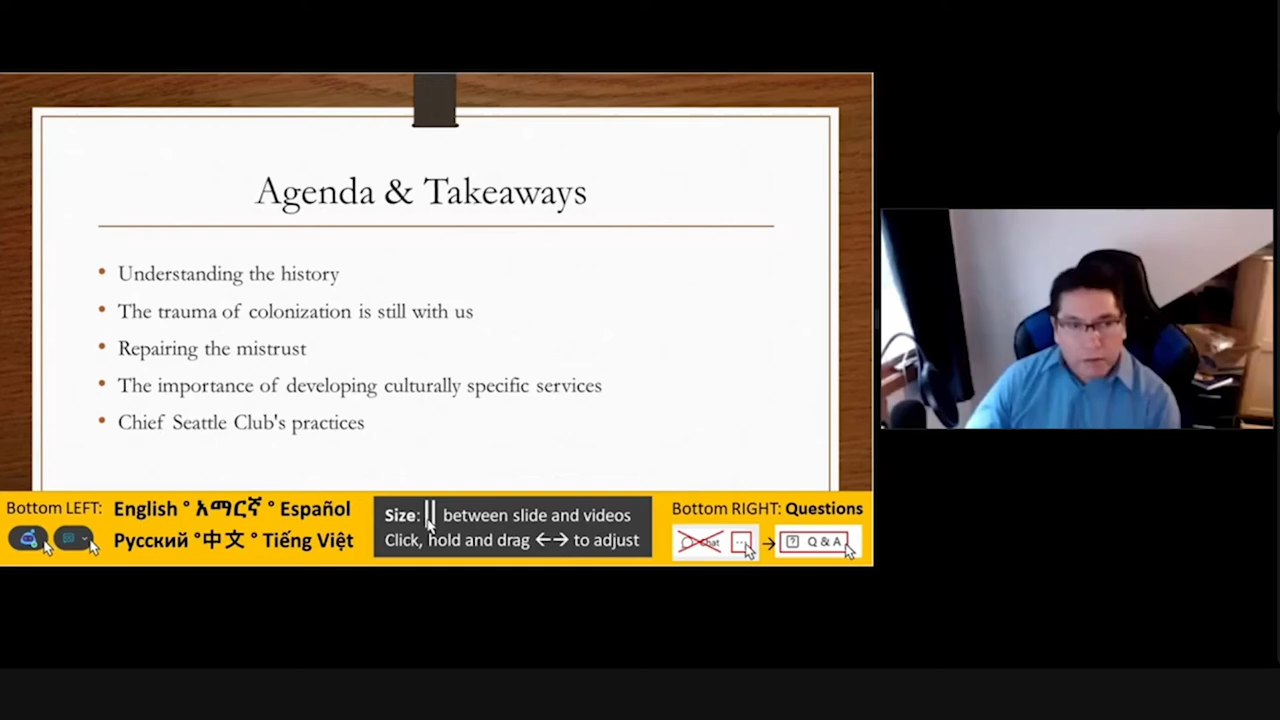 Agenda & Takeaways
• Understanding the history
• The trauma of colonization is still with us
• Repairing the mistrust
• The importance of developing culturally specific services
• Chief Seattle Club's practices
Bottom LEFT: English ° አማርኛ ° Español
Русский °中文 ° Tiếng Việt
Size: || between slide and videos
Click, hold and drag ←→ to adjust
Bottom RIGHT: Questions
Chat ... → ? Q & A